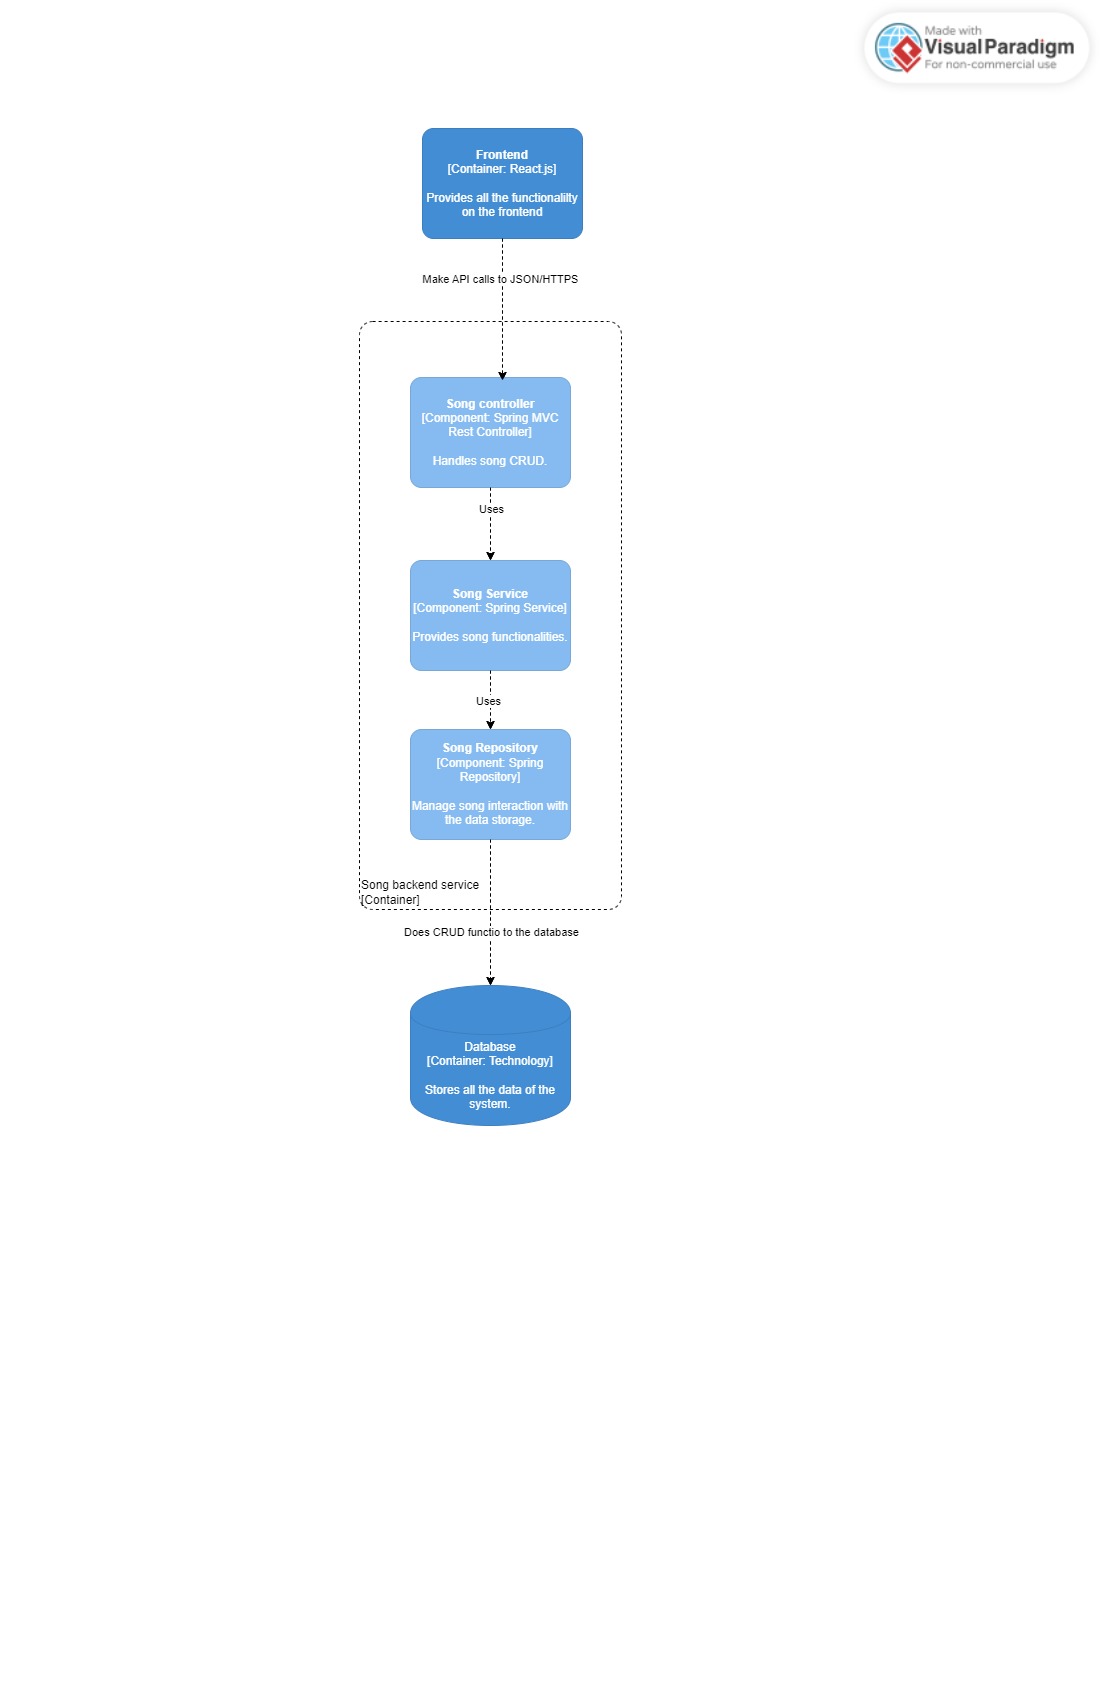 Made with
Visual Paradigm
For non-commercial use
Frontend
[Container: React.js]
Provides all the functionalilty
on the frontend
Make API calls to JSON/HTTPS
Song controller
[Component: Spring MVC
Rest Controller]
Handles song CRUD.
Uses
Song Service
[Component: Spring Service]
Provides song functionalities.
Uses
Song Repository
[Component: Spring
Repository]
Manage song interaction with
the data storage.
Song backend service
[Container]
Does CRUD functio to the database
Database
[Container: Technology]
Stores all the data of the
system.